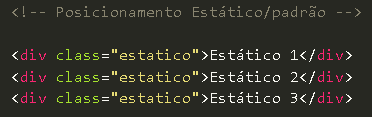 <!-- Posicionamento Estático/padrão -->
<div class="estatico">Estático 1</div>
<div class="estatico">Estático 2</div>
<div class="estatico">Estático 3</div>